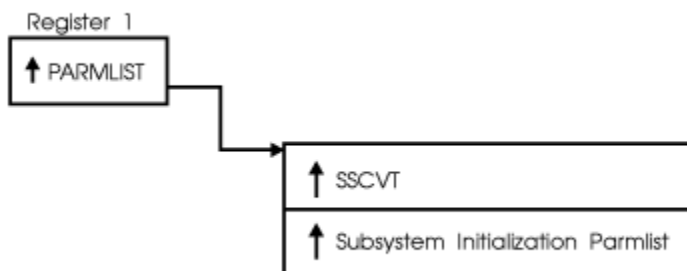 Register 1
↑ PARMLIST
↑ SSCVT
↑ Subsystem Initialization Parmlist